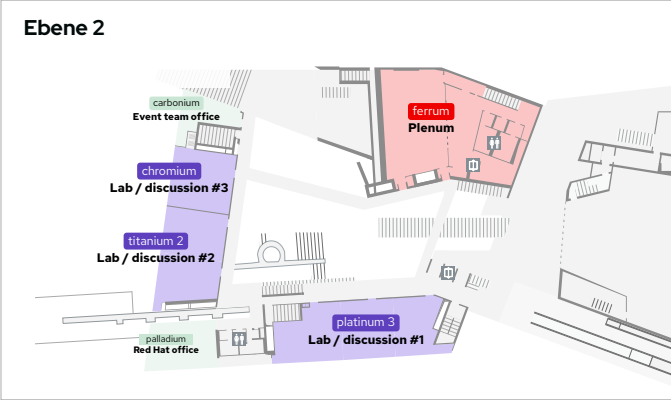 Ebene 2
carbonium
Event team office
ferrum
Plenum
chromium
Lab / discussion #3
titanium 2
Lab / discussion #2
platinum 3
Lab / discussion #1
palladium
Red Hat office